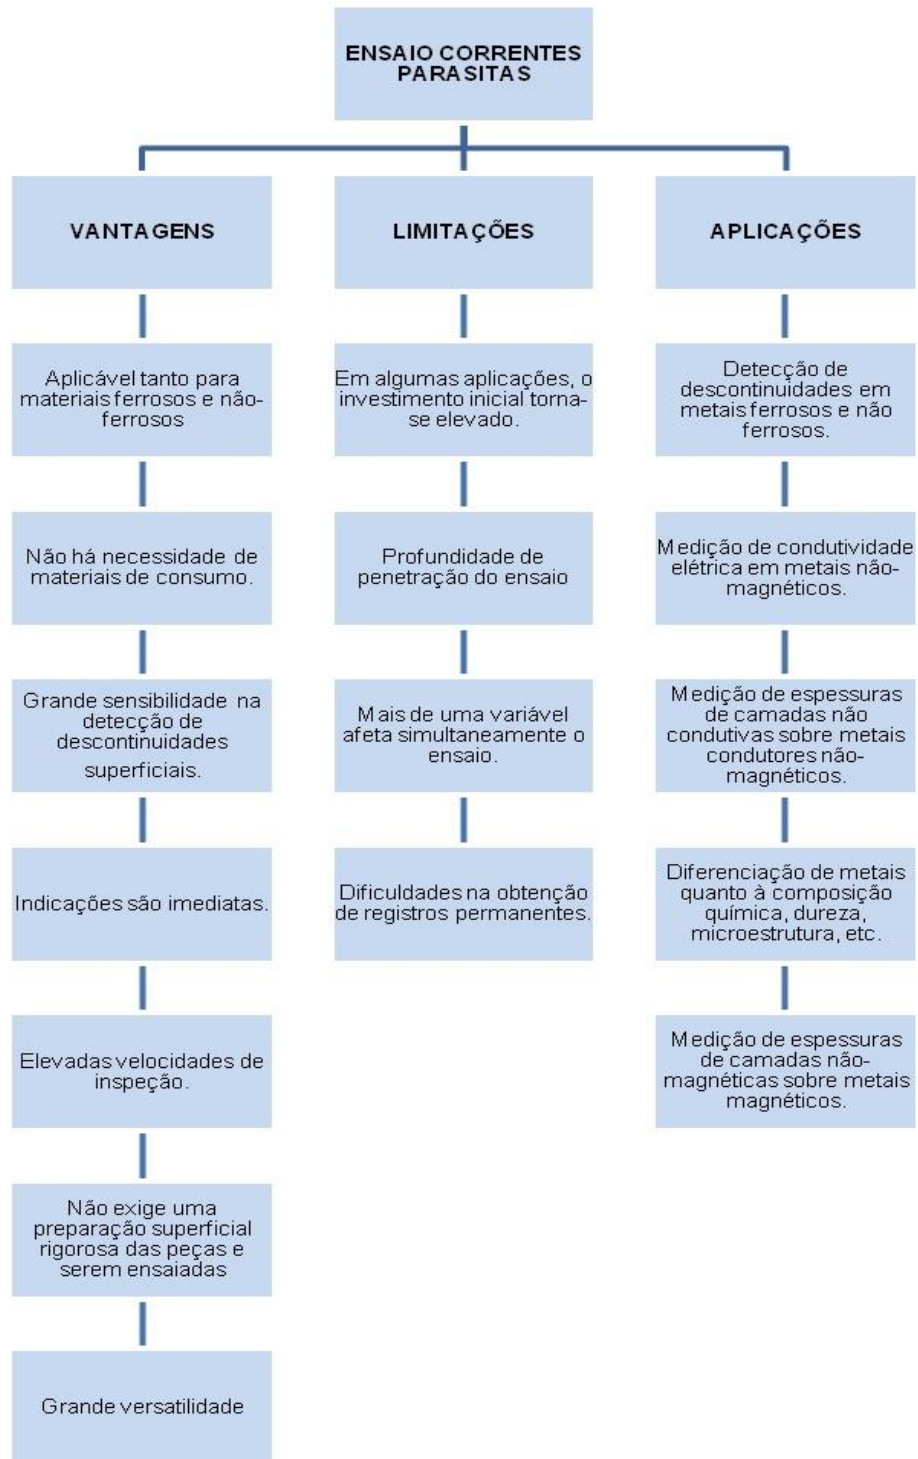 ENSAIO CORRENTES
PARASITAS
VANTAGENS
Aplicável tanto para
materiais ferrosos e não-
ferrosos
Não há necessidade de
materiais de consumo.
Grande sensibilidade na
detecção de
descontinuidades
superficiais.
Indicações são imediatas.
Elevadas velocidades de
inspeção.
Não exige uma
preparação superficial
rigorosa das peças e
serem ensaiadas
Grande versatilidade
LIMITAÇÕES
Em algumas aplicações, o
investimento inicial torna-
se elevado.
Profundidade de
penetração do ensaio
Mais de uma variável
afeta simultaneamente o
ensaio.
Dificuldades na obtenção
de registros permanentes.
APLICAÇÕES
Detecção de
descontinuidades em
metais ferrosos e não
ferrosos.
Medição de condutividade
elétrica em metais não-
magnéticos.
Medição de espessuras
de camadas não
condutivas sobre metais
condutores não-
magnéticos.
Diferenciação de metais
quanto à composição
química, dureza,
microestrutura, etc.
Medição de espessuras
de camadas não-
magnéticas sobre metais
magnéticos.